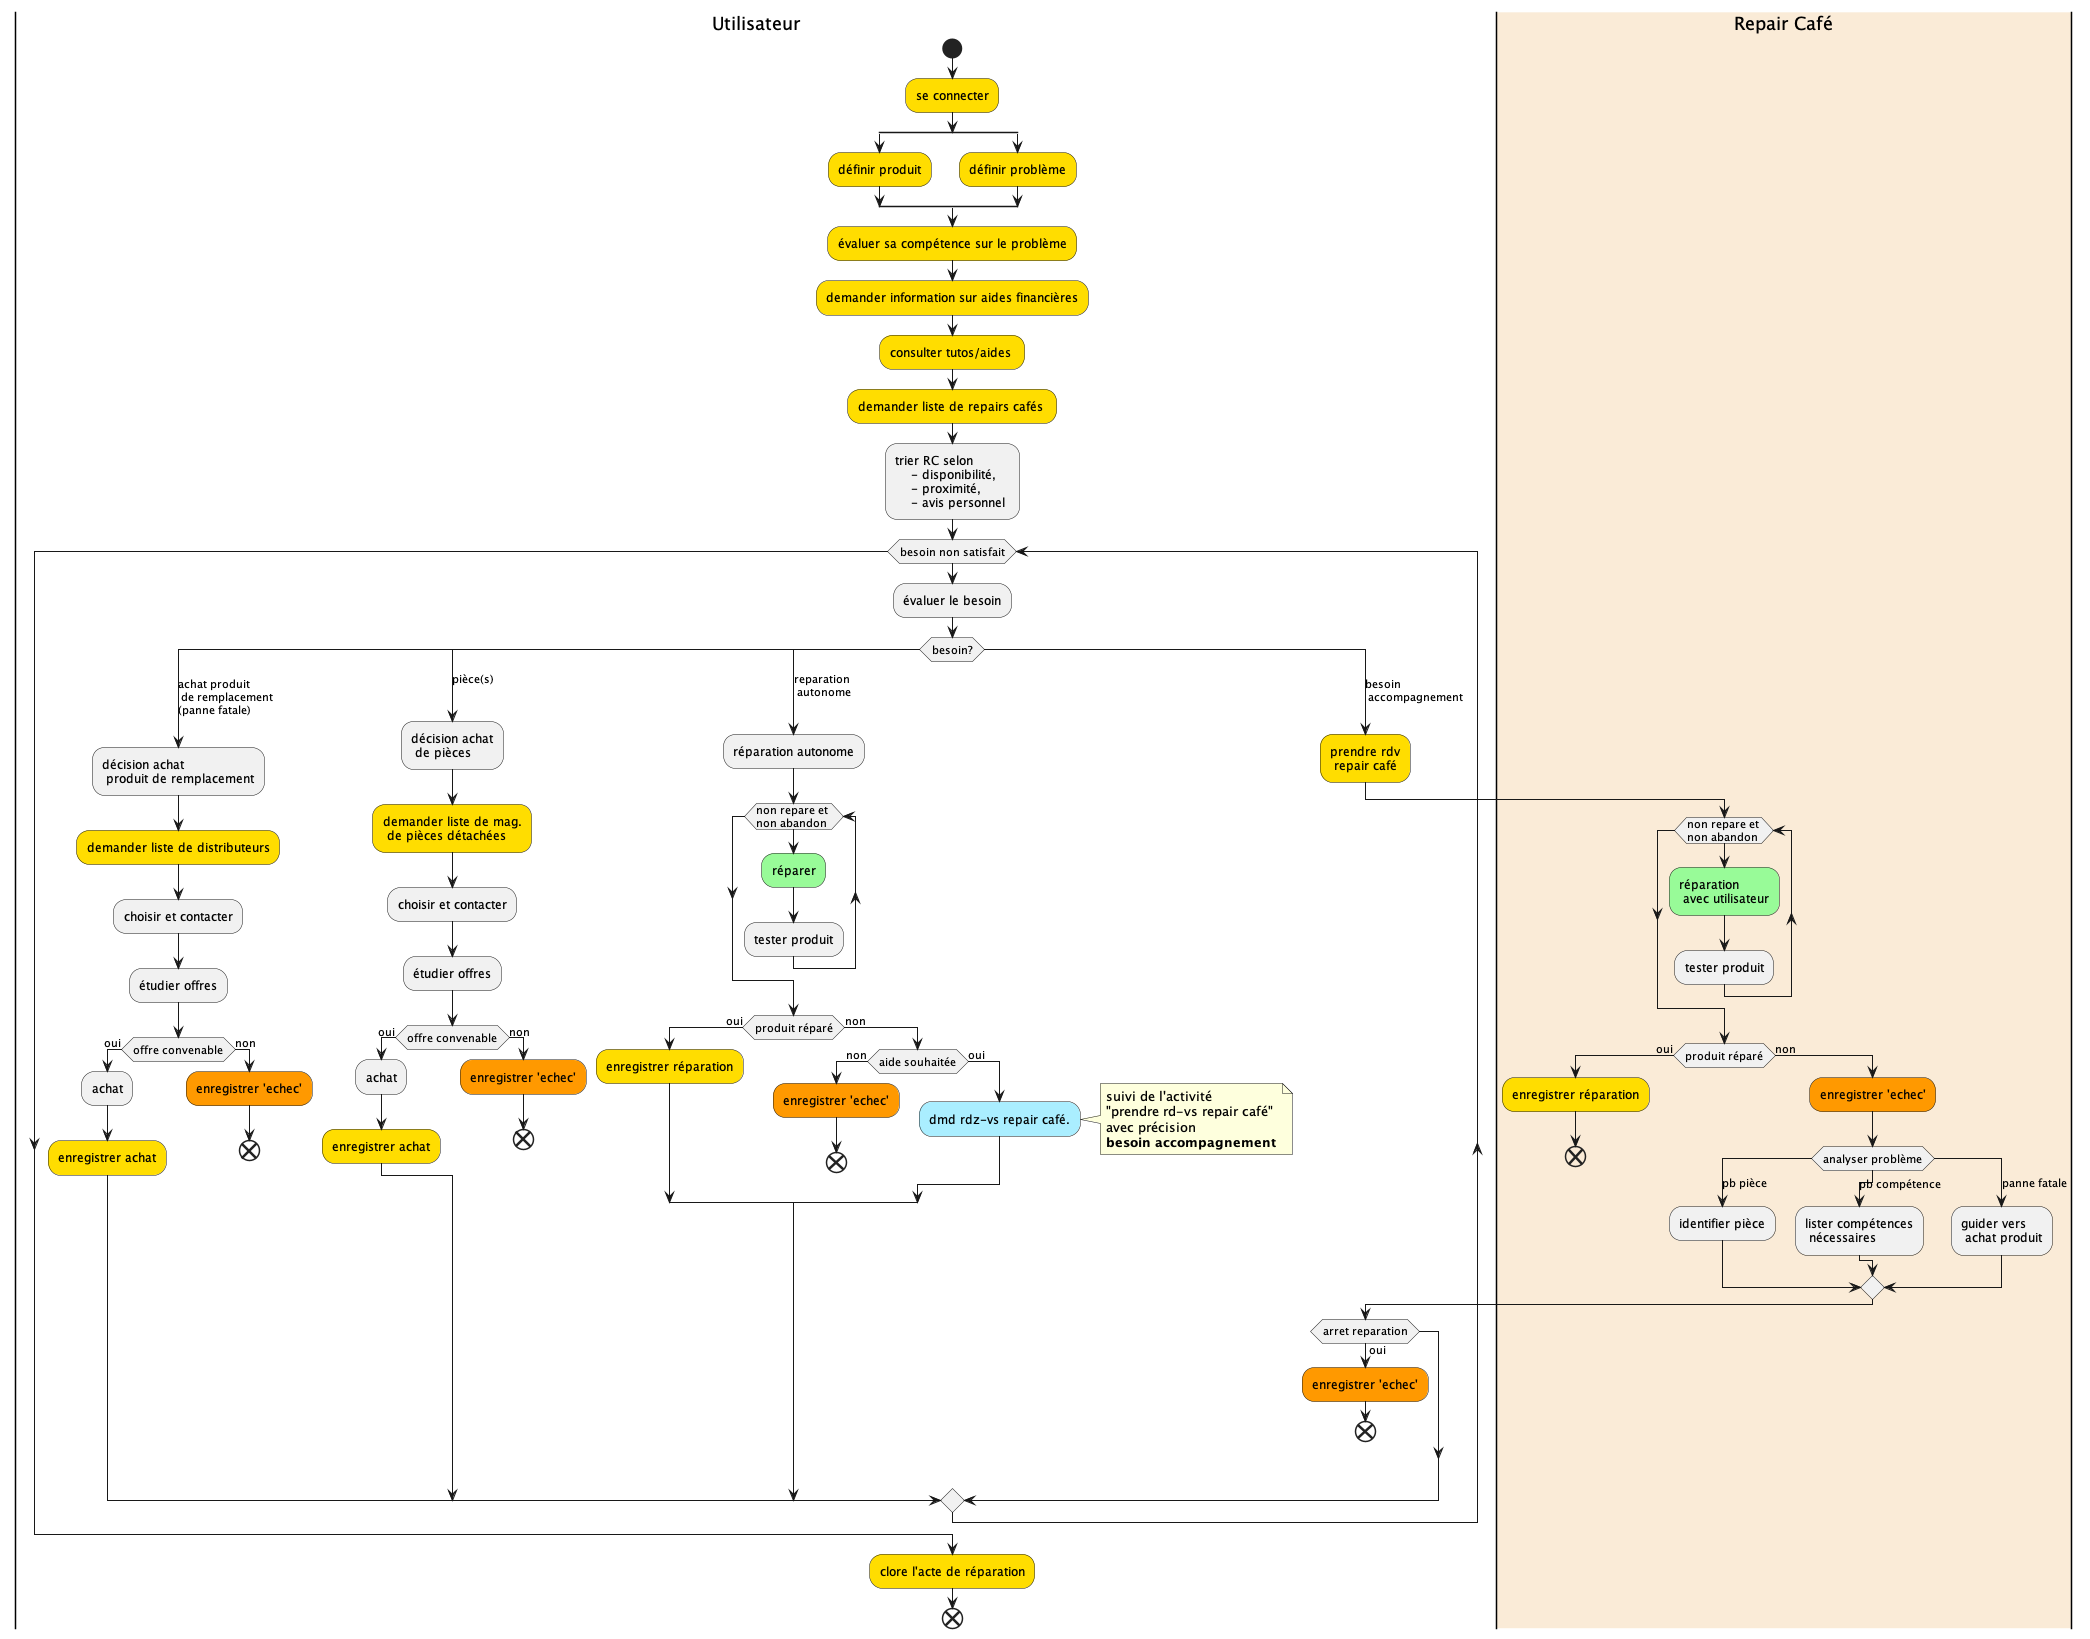 Utilisateur
Repair Café
se connecter
définir produit
définir problème
évaluer sa compétence sur le problème
demander information sur aides financières
consulter tutos/aides
demander liste de repairs cafés
trier RC selon
- disponibilité,
- proximité,
- avis personnel
besoin non satisfait
évaluer le besoin
besoin?
achat produit
de remplacement
(panne fatale)
décision achat
produit de remplacement
demander liste de distributeurs
choisir et contacter
étudier offres
oui
offre convenable
non
achat
enregistrer 'echec'
enregistrer achat
pièce(s)
décision achat
de pièces
demander liste de mag.
de pièces détachées
choisir et contacter
étudier offres
oui
offre convenable
non
achat
enregistrer 'echec'
enregistrer achat
reparation
autonome
réparation autonome
non repare et
non abandon
réparer
tester produit
oui
produit réparé
non
enregistrer réparation
non
aide souhaitée
oui
enregistrer 'echec'
dmd rdz-vs repair café.
suivi de l'activité
"prendre rd-vs repair café"
avec précision
besoin accompagnement
besoin
accompagnement
prendre rdv
repair café
non repare et
non abandon
réparation
avec utilisateur
tester produit
oui
produit réparé
non
enregistrer réparation
enregistrer 'echec'
analyser problème
pb pièce
pb compétence
panne fatale
identifier pièce
lister compétences
nécessaires
guider vers
achat produit
arret reparation
oui
enregistrer 'echec'
clore l'acte de réparation